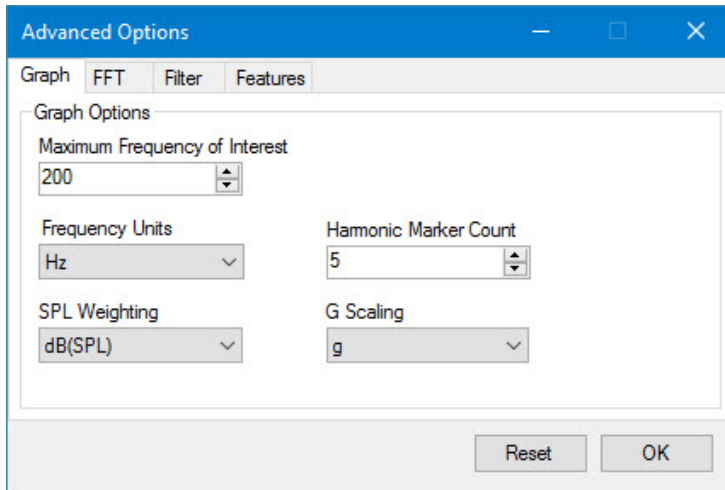 Advanced Options
Graph FFT Filter Features
Graph Options
Maximum Frequency of Interest
200
Frequency Units Harmonic Marker Count
Hz 5
SPL Weighting G Scaling
dB(SPL) g
Reset OK